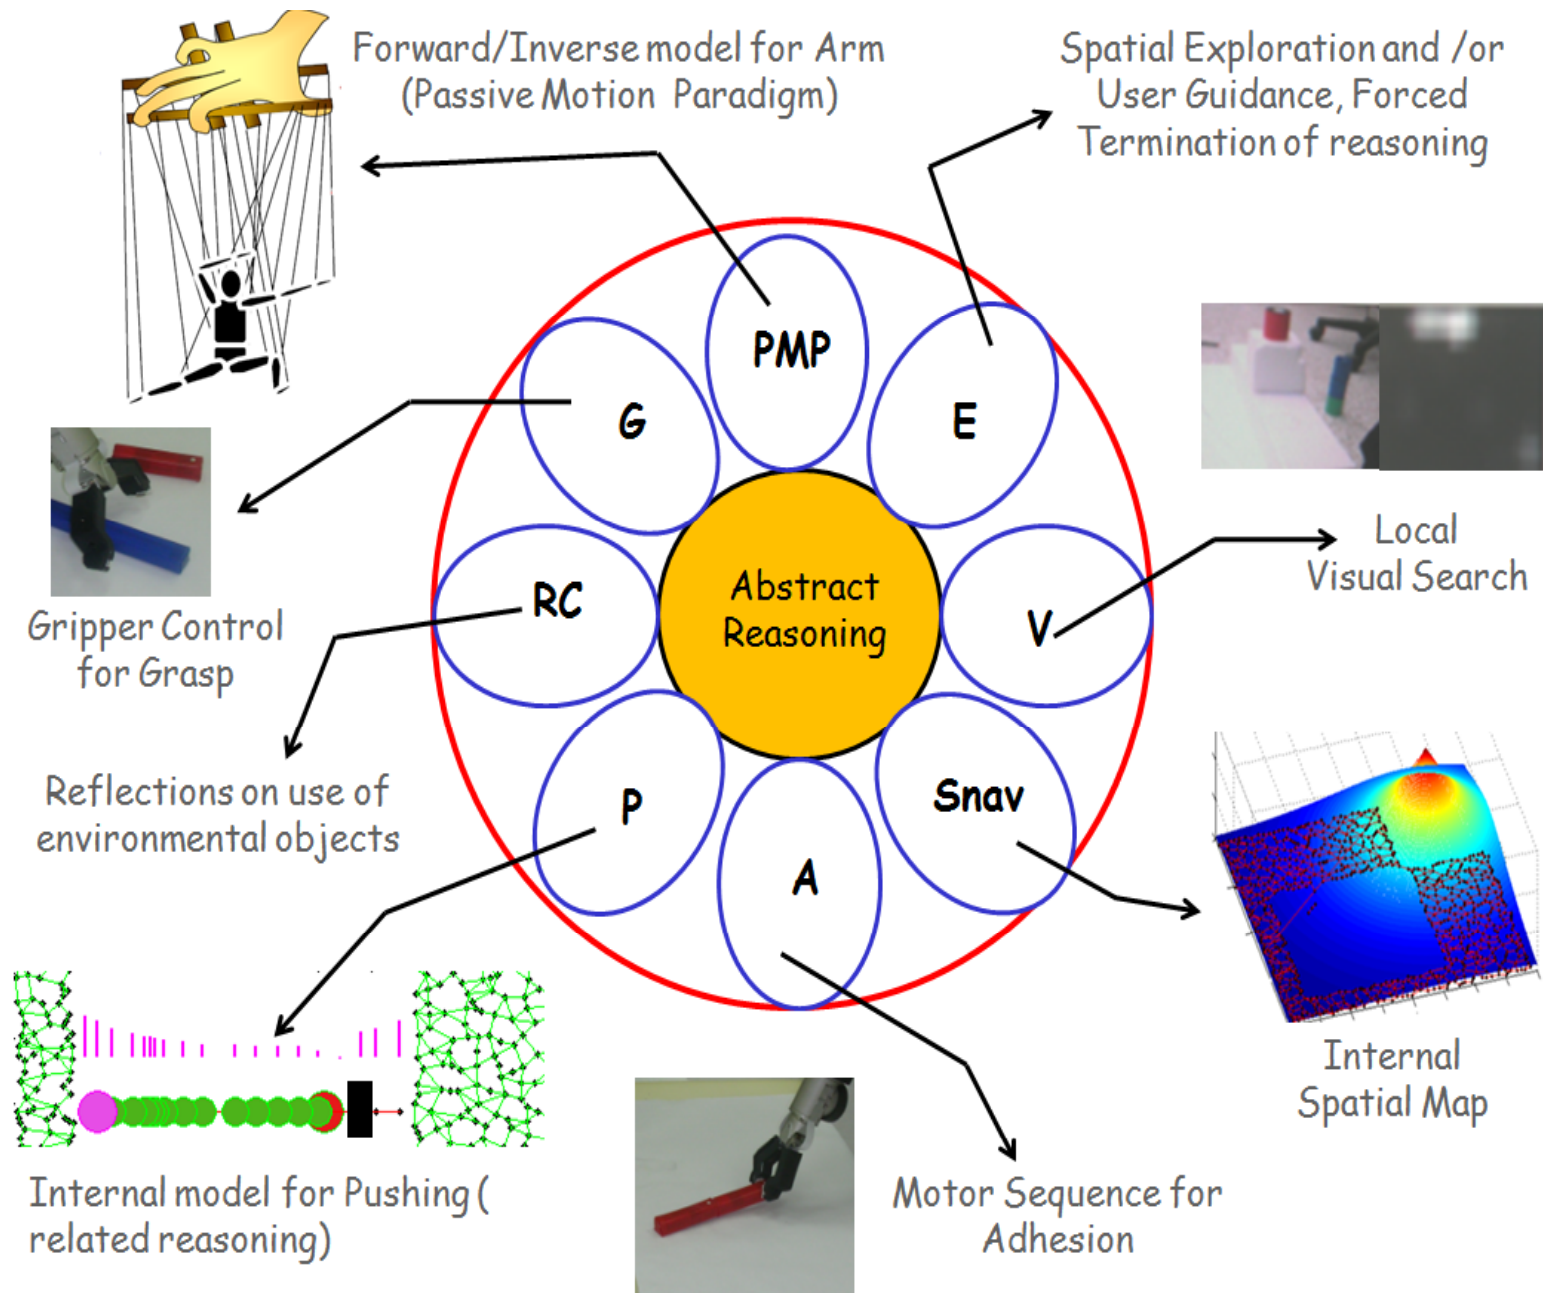 Forward/Inverse model for Arm
(Passive Motion Paradigm)
Spatial Exploration and /or
User Guidance, Forced
Termination of reasoning
PMP
G
E
RC
Abstract
Reasoning
V
Local
Visual Search
Gripper Control
for Grasp
Reflections on use of
environmental objects
P
Snav
A
Internal
Spatial Map
Internal model for Pushing (
related reasoning)
Motor Sequence for
Adhesion